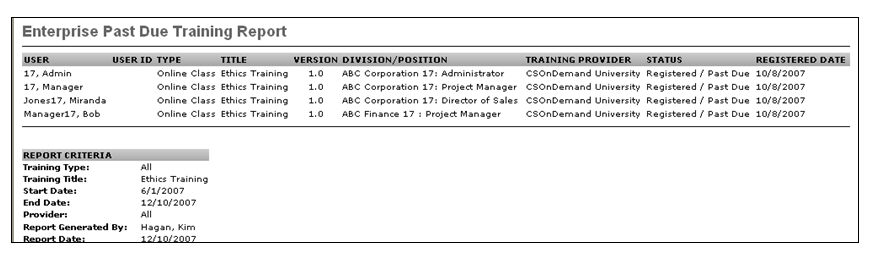 Enterprise Past Due Training Report
USER USER ID TYPE TITLE VERSION DIVISION/POSITION TRAINING PROVIDER STATUS REGISTERED DATE
17, Admin Online Class Ethics Training 1.0 ABC Corporation 17: Administrator CSOnDemand University Registered / Past Due 10/8/2007
17, Manager Online Class Ethics Training 1.0 ABC Corporation 17: Project Manager CSOnDemand University Registered / Past Due 10/8/2007
Jones17, Miranda Online Class Ethics Training 1.0 ABC Corporation 17: Director of Sales CSOnDemand University Registered / Past Due 10/8/2007
Manager17, Bob Online Class Ethics Training 1.0 ABC Finance 17 : Project Manager CSOnDemand University Registered / Past Due 10/8/2007
REPORT CRITERIA
Training Type: All
Training Title: Ethics Training
Start Date: 6/1/2007
End Date: 12/10/2007
Provider: All
Report Generated By: Hagan, Kim
Report Date: 12/10/2007